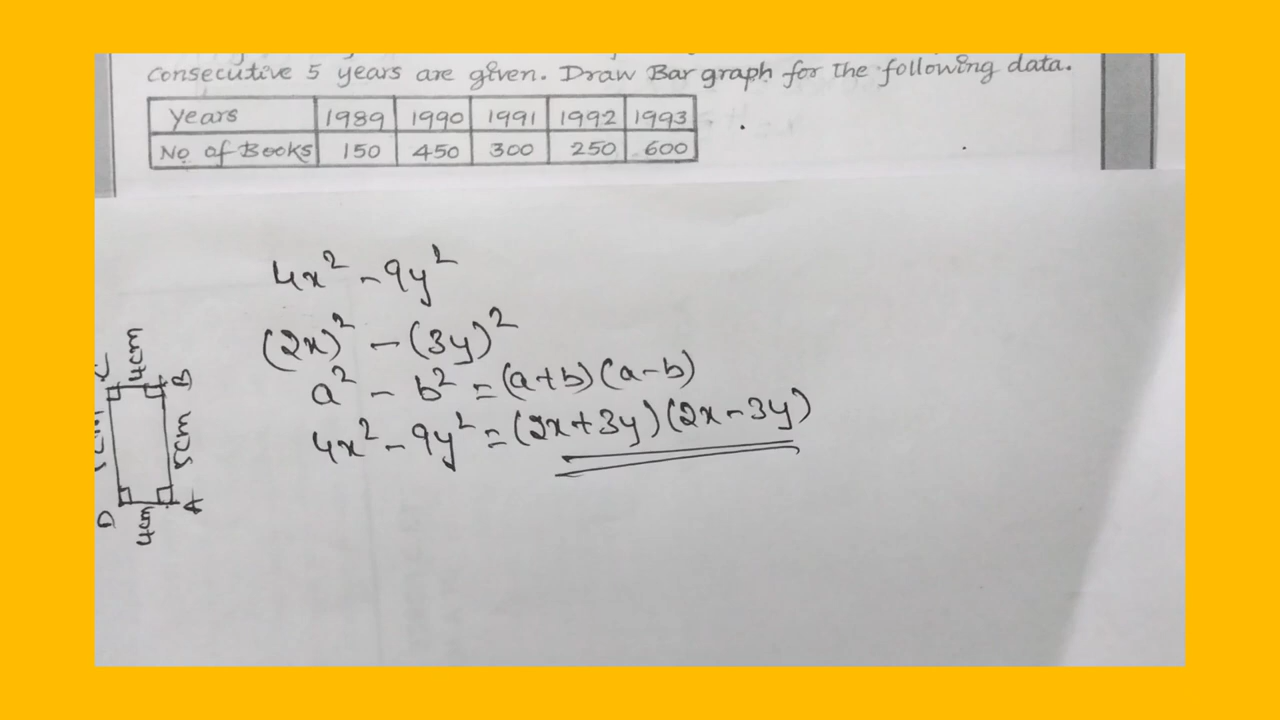 consecutive 5 years are given. Draw Bar graph for the following data.
Years 1989 1990 1991 1992 1993
No of Books 150 450 300 250 600
4x² - 9y²
(2x)² - (3y)²
a² - b² = (a+b) (a-b)
4x² - 9y² = (2x+3y) (2x-3y)
C 4cm B
5cm
D 4cm A